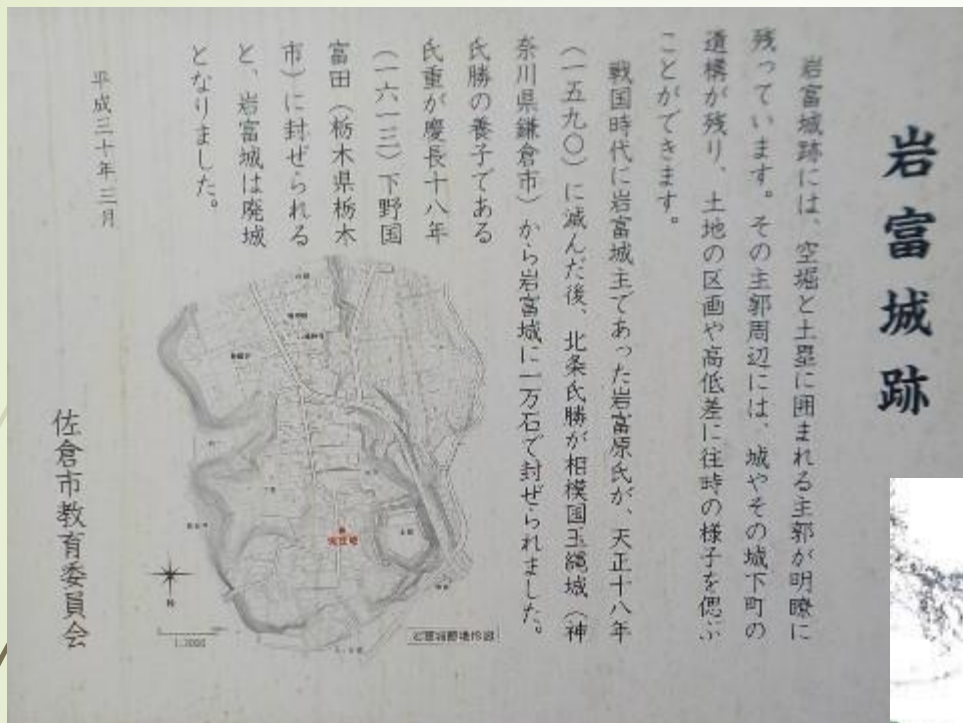 岩富城跡
岩富城跡には、空堀と土塁に囲まれる主郭が明瞭に
残っています。その主郭周辺には、城やその城下町の
遺構が残り、土地の区画や高低差に往時の様子を偲ぶ
ことができます。
戦国時代に岩富城主であった岩富原氏が、天正十八年
(一五九〇)に滅んだ後、北条氏勝が相模国玉縄城(神
奈川県鎌倉市)から岩富城に一万石で封ぜられました。
氏勝の養子である
氏重が慶長十八年
(一六一三)下野国
富田(栃木県栃木
市)に封ぜられる
と、岩富城は廃城
となりました。
平成三十年三月
佐倉市教育委員会